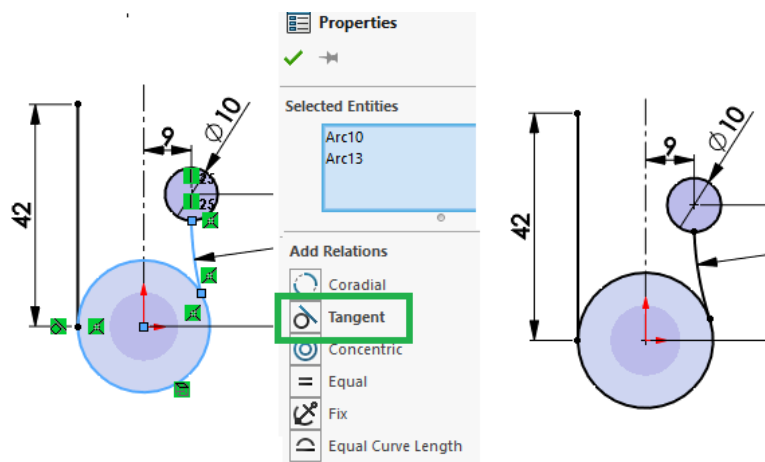 42
9
Ø10
25
25
Properties
Selected Entities
Arc10
Arc13
Add Relations
Coradial
Tangent
Concentric
Equal
Fix
Equal Curve Length
42
9
Ø10